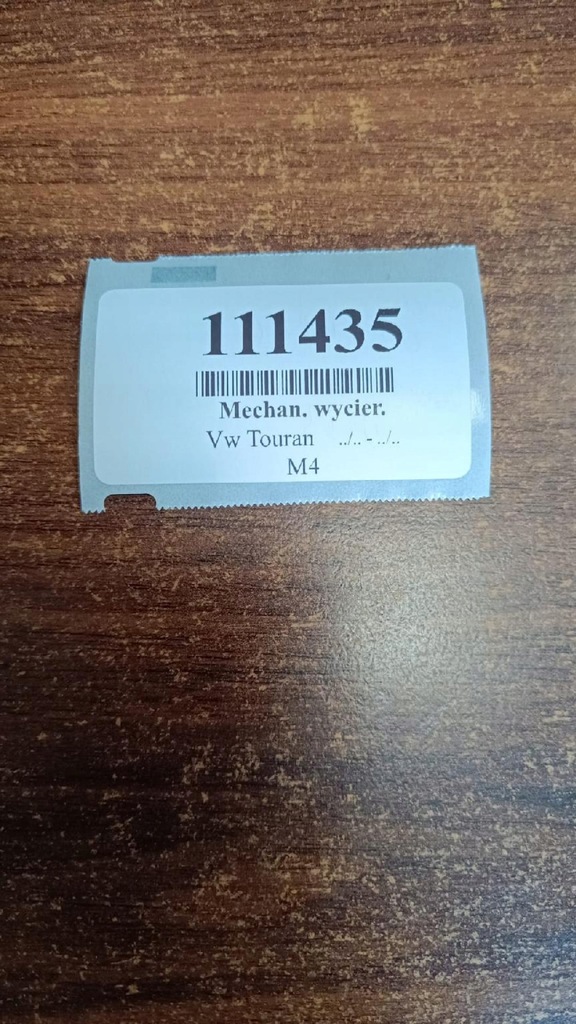 111435
Mechan. wycier.
Vw Touran ../.. - ../..
M4